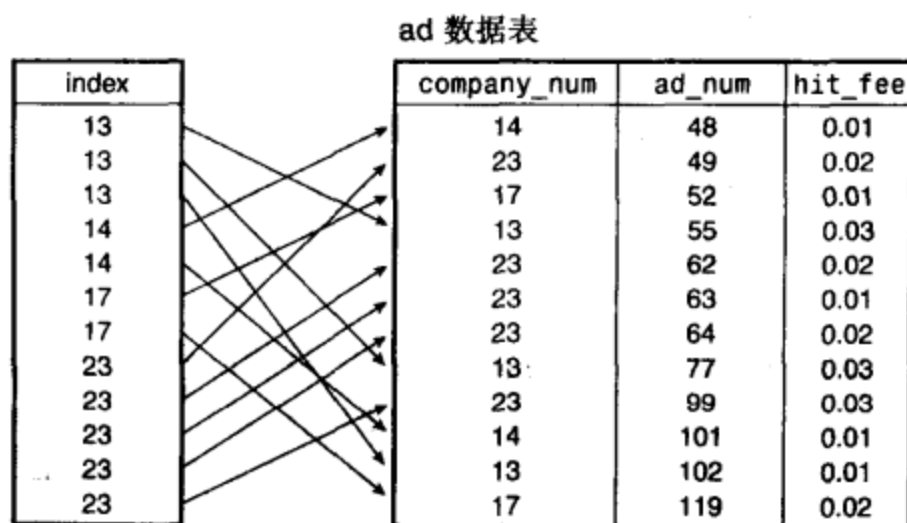 ad 数据表
index company_num ad_num hit_fee
13 14 48 0.01
13 23 49 0.02
13 17 52 0.01
14 13 55 0.03
14 23 62 0.02
17 23 63 0.01
17 23 64 0.02
23 13 77 0.03
23 23 99 0.03
23 14 101 0.01
23 13 102 0.01
23 17 119 0.02